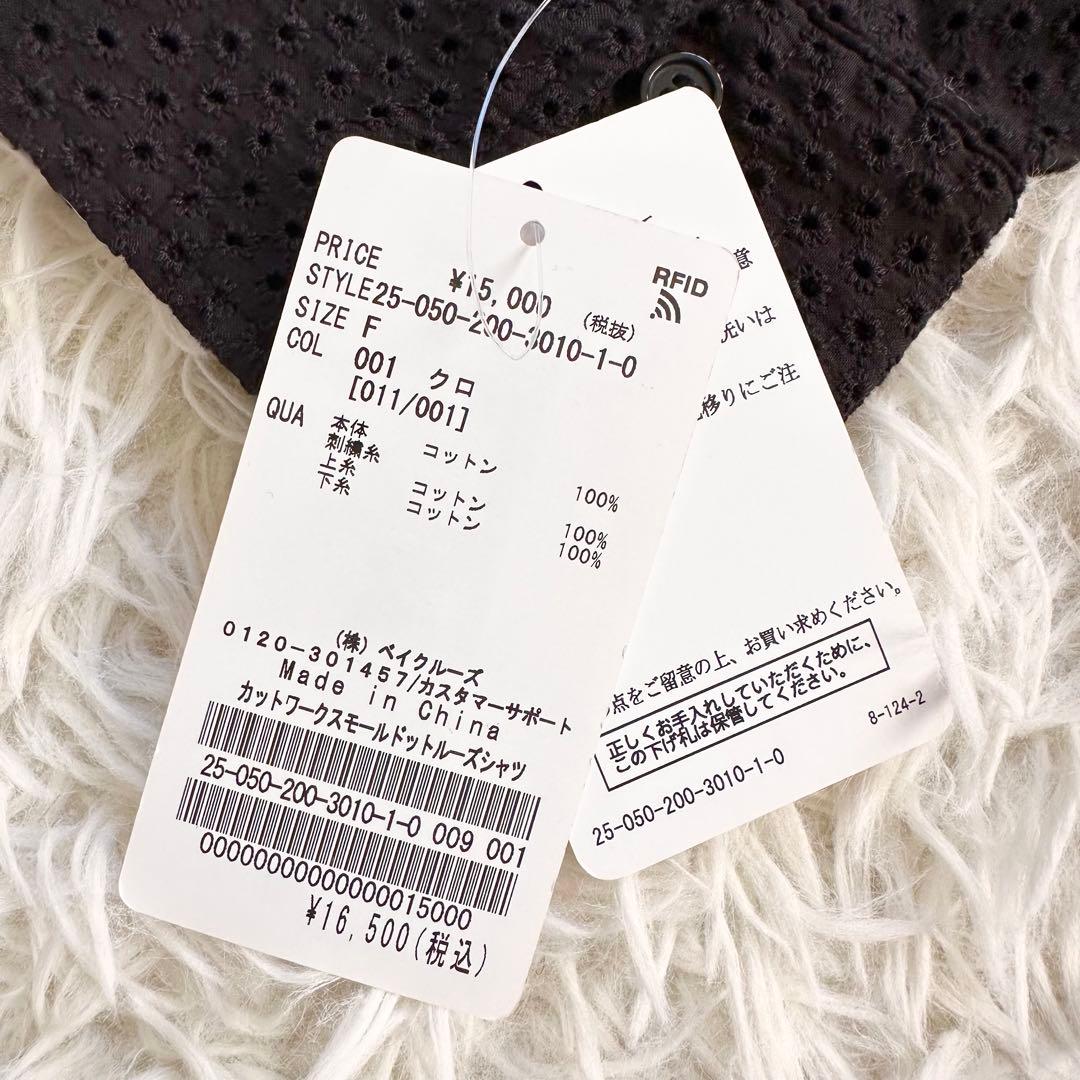 PRICE ¥15,000 (税抜)
RFID
STYLE 25-050-200-3010-1-0
SIZE F
COL 001 クロ
[011/001]
QUA 本体 コットン 100%
刺繍糸
上糸 コットン 100%
下糸 コットン 100%
(株) ベイクルーズ
0120-301457/カスタマーサポート
Made in China
カットワークスモールドットルーズシャツ
25-050-200-3010-1-0 009 001
0000000000000015000
¥16,500(税込)
意
洗いは
移りにご注
点をご留意の上、お買い求めください。
正しくお手入れしていただくために、
この下げ札は保管してください。
8-124-2
25-050-200-3010-1-0